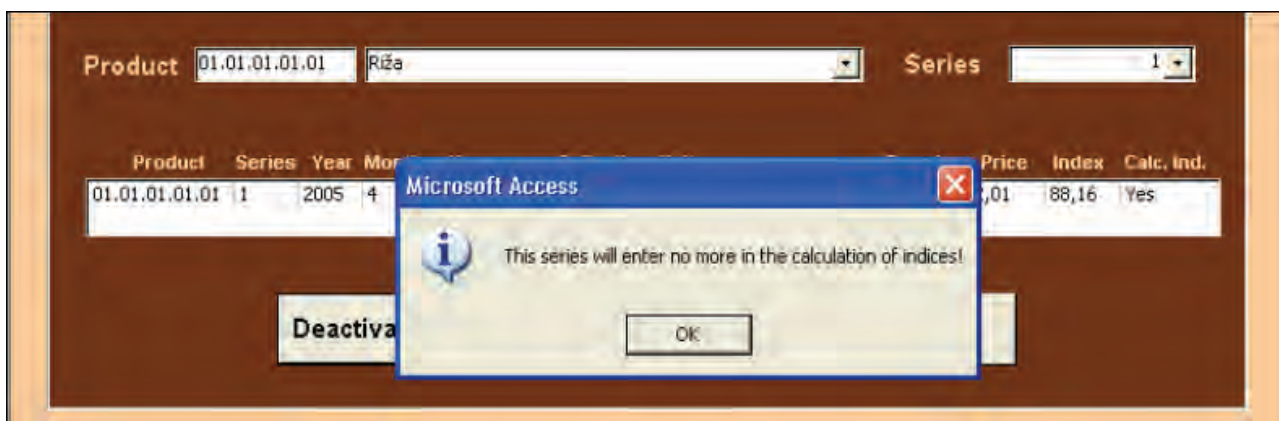 Product 01.01.01.01.01 Riža Series 1
Product Series Year Price Index Calc. Ind.
01.01.01.01.01 1 2005 4 ,01 88,16 Yes
Microsoft Access
This series will enter no more in the calculation of indices!
OK
Deactiva